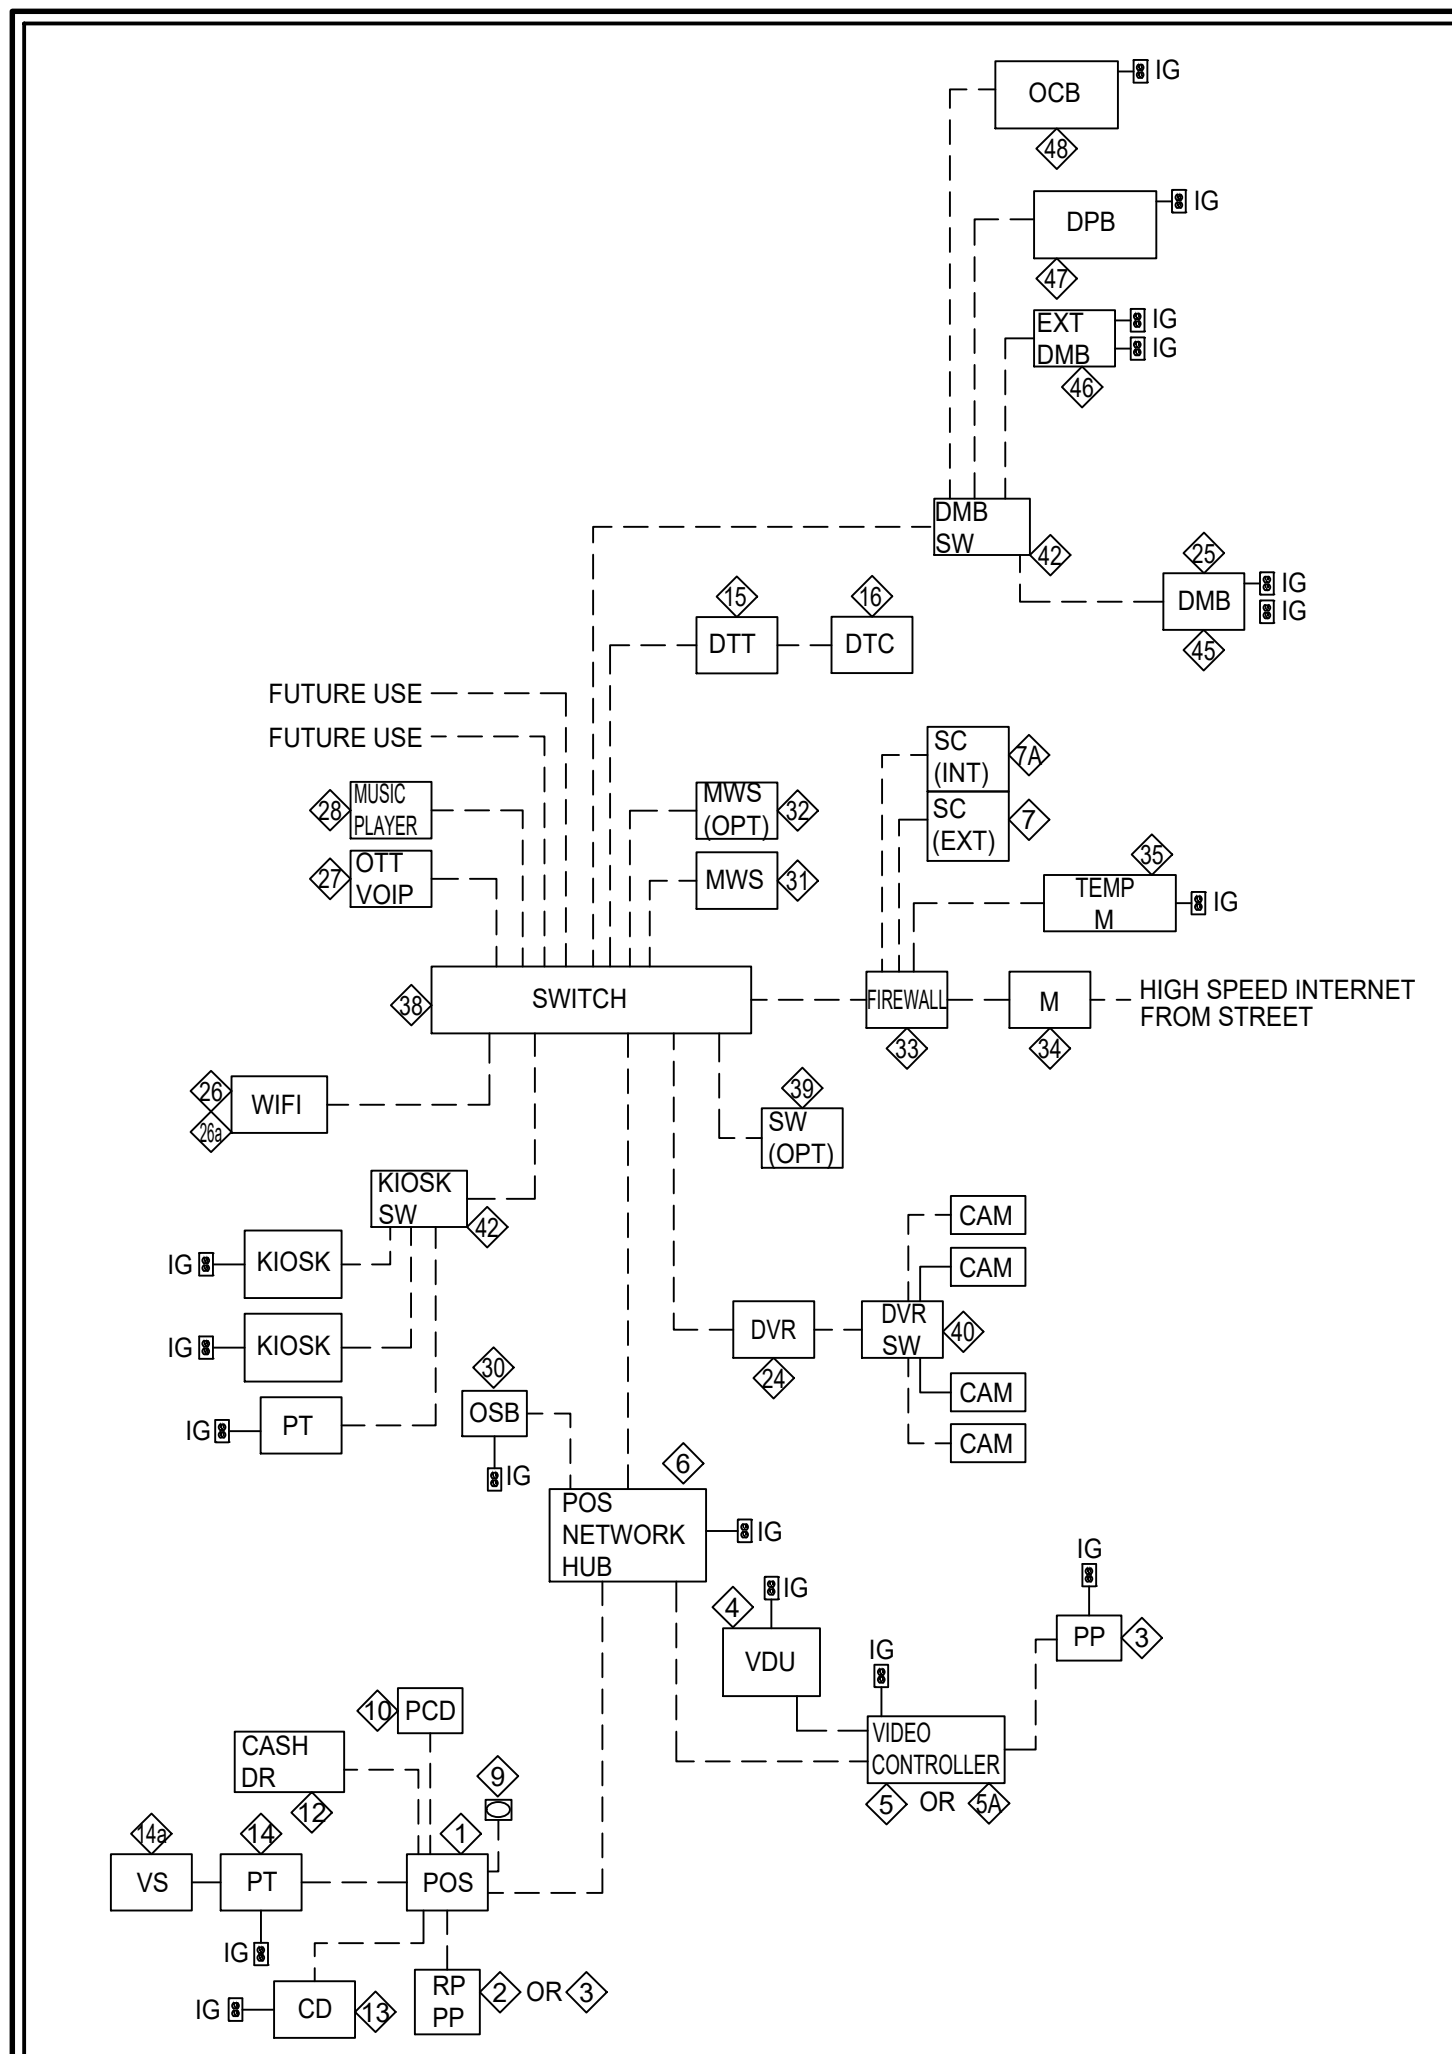 OCB
IG
48
DPB
IG
47
EXT
DMB
IG
IG
46
DMB
SW
42
25
DMB
IG
IG
45
15
DTT
16
DTC
FUTURE USE
FUTURE USE
SC
(INT)
7A
SC
(EXT)
7
28
MUSIC
PLAYER
MWS
(OPT)
32
27
OTT
VOIP
MWS
31
35
TEMP
M
IG
38
SWITCH
FIREWALL
33
M
34
HIGH SPEED INTERNET
FROM STREET
26
26a
WIFI
39
SW
(OPT)
KIOSK
SW
42
IG
KIOSK
IG
KIOSK
IG
PT
CAM
CAM
DVR
24
DVR
SW
40
CAM
CAM
30
OSB
IG
6
POS
NETWORK
HUB
IG
4
IG
VDU
IG
PP
3
IG
VIDEO
CONTROLLER
5
OR
5A
10
PCD
CASH
DR
12
9
14a
VS
14
PT
IG
1
POS
IG
CD
13
RP
PP
2
OR
3